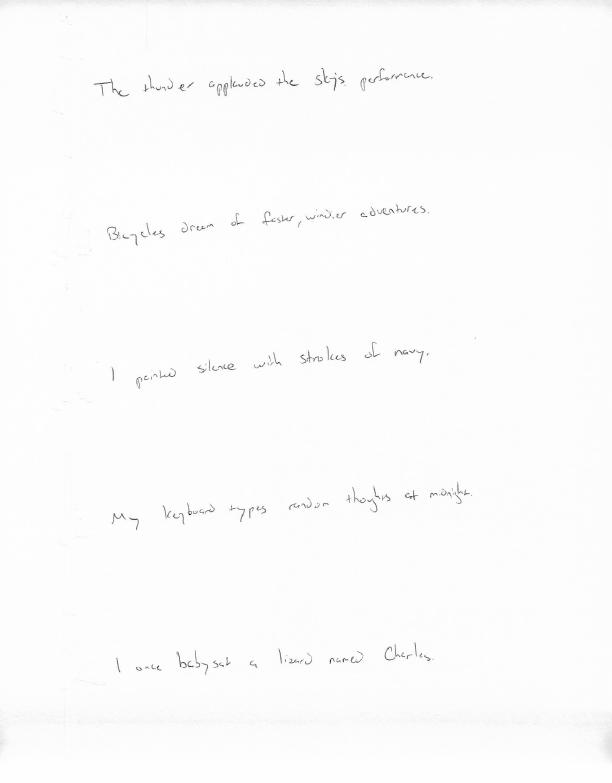 The thunder applauded the sky's performance.
Bicycles dream of faster, windier adventures.
I painted silence with strokes of navy.
My keyboard types random thoughts at midnight.
I once babysat a lizard named Charles.